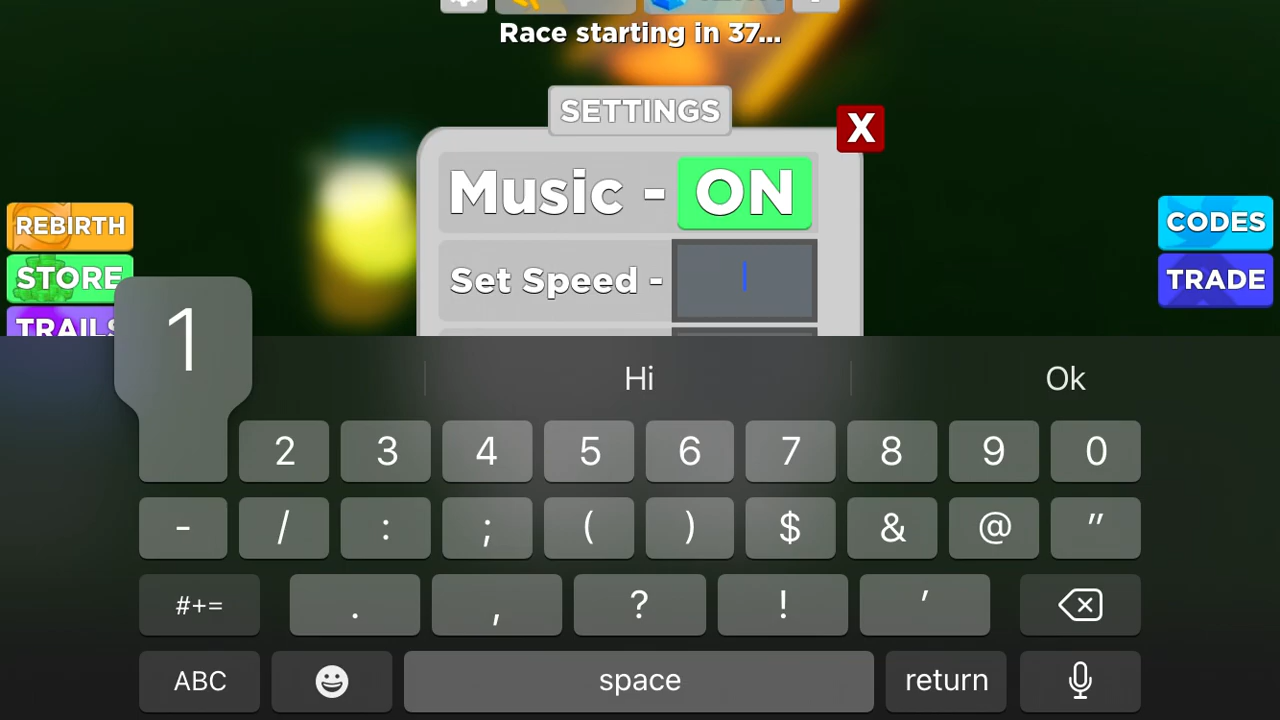 Race starting in 37...
SETTINGS
X
Music - ON
Set Speed -
REBIRTH
STORE
TRAILS
CODES
TRADE
Hi Ok
1 2 3 4 5 6 7 8 9 0
- / : ; ( ) $ & @ "
#+= . , ? ! '
ABC space return